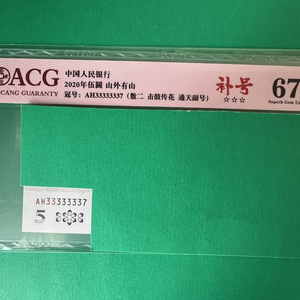 ACG
CANG GUARANTY
中国人民银行
2020年伍圆 山外有山
冠号：AH33333337（数二 击鼓传花 通天副号）
补号
☆☆☆
67
Superb Gem Un
AH33333337
5